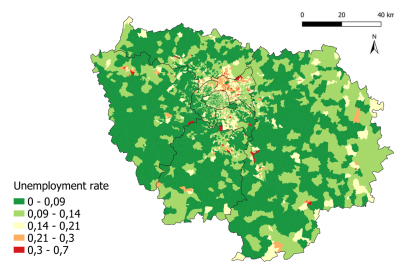 0 20 40 km
N
Unemployment rate
0 - 0,09
0,09 - 0,14
0,14 - 0,21
0,21 - 0,3
0,3 - 0,7